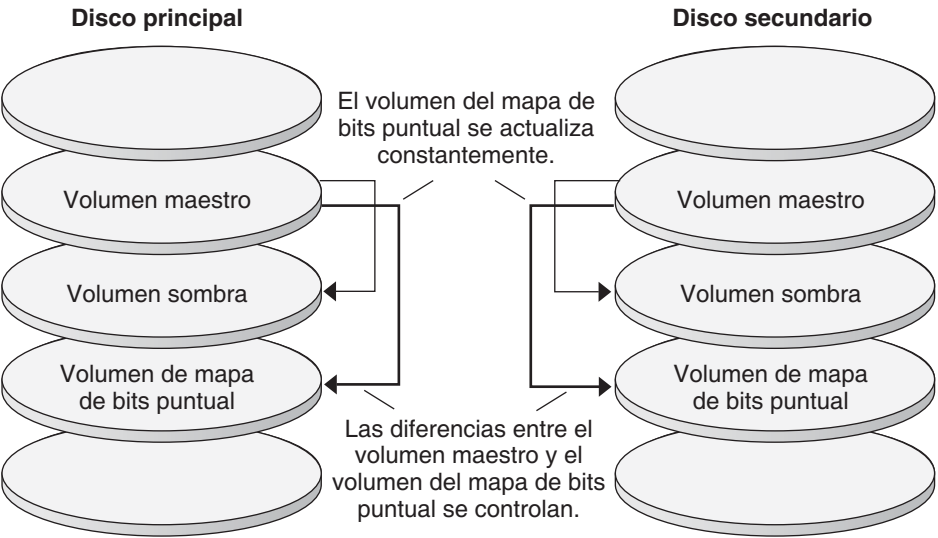 Disco principal
Disco secundario
El volumen del mapa de
bits puntual se actualiza
constantemente.
Volumen maestro
Volumen maestro
Volumen sombra
Volumen sombra
Volumen de mapa
de bits puntual
Volumen de mapa
de bits puntual
Las diferencias entre el
volumen maestro y el
volumen del mapa de bits
puntual se controlan.